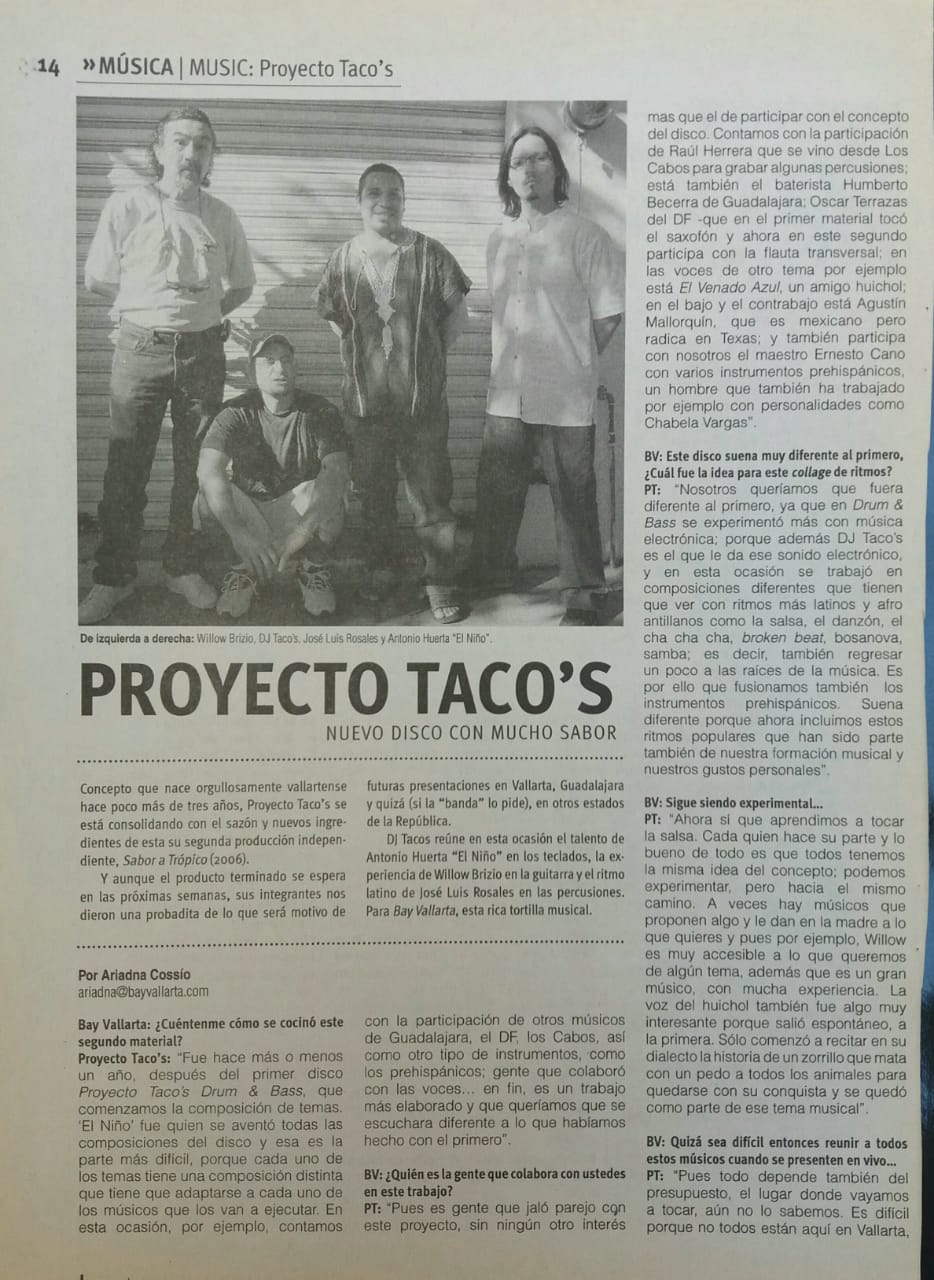 14 »MÚSICA | MUSIC: Proyecto Taco's
De izquierda a derecha: Willow Brizio, DJ Taco's, José Luis Rosales y Antonio Huerta "El Niño".
PROYECTO TACO'S
NUEVO DISCO CON MUCHO SABOR
Concepto que nace orgullosamente vallartense
hace poco más de tres años, Proyecto Taco's se
está consolidando con el sazón y nuevos ingre-
dientes de esta su segunda producción indepen-
diente, Sabor a Trópico (2006).
Y aunque el producto terminado se espera
en las próximas semanas, sus integrantes nos
dieron una probadita de lo que será motivo de
futuras presentaciones en Vallarta, Guadalajara
y quizá (si la "banda" lo pide), en otros estados
de la República.
DJ Tacos reúne en esta ocasión el talento de
Antonio Huerta "El Niño" en los teclados, la ex-
periencia de Willow Brizio en la guitarra y el ritmo
latino de José Luis Rosales en las percusiones.
Para Bay Vallarta, esta rica tortilla musical.
Por Ariadna Cossío
ariadna@bayvallarta.com
Bay Vallarta: ¿Cuéntenme cómo se cocinó este
segundo material?
Proyecto Taco's: "Fue hace más o menos
un año, después del primer disco
Proyecto Taco's Drum & Bass, que
comenzamos la composición de temas.
'El Niño' fue quien se aventó todas las
composiciones del disco y esa es la
parte más difícil, porque cada uno de
los temas tiene una composición distinta
que tiene que adaptarse a cada uno de
los músicos que los van a ejecutar. En
esta ocasión, por ejemplo, contamos
con la participación de otros músicos
de Guadalajara, el DF, los Cabos, así
como otro tipo de instrumentos, como
los prehispánicos; gente que colaboró
con las voces... en fin, es un trabajo
más elaborado y que queríamos que se
escuchara diferente a lo que habíamos
hecho con el primero".
BV: ¿Quién es la gente que colabora con ustedes
en este trabajo?
PT: "Pues es gente que jaló parejo con
este proyecto, sin ningún otro interés
mas que el de participar con el concepto
del disco. Contamos con la participación
de Raúl Herrera que se vino desde Los
Cabos para grabar algunas percusiones;
está también el baterista Humberto
Becerra de Guadalajara; Oscar Terrazas
del DF -que en el primer material tocó
el saxofón y ahora en este segundo
participa con la flauta transversal; en
las voces de otro tema por ejemplo
está El Venado Azul, un amigo huichol;
en el bajo y el contrabajo está Agustín
Mallorquín, que es mexicano pero
radica en Texas; y también participa
con nosotros el maestro Ernesto Cano
con varios instrumentos prehispánicos,
un hombre que también ha trabajado
por ejemplo con personalidades como
Chabela Vargas".
BV: Este disco suena muy diferente al primero,
¿Cuál fue la idea para este collage de ritmos?
PT: "Nosotros queríamos que fuera
diferente al primero, ya que en Drum &
Bass se experimentó más con música
electrónica; porque además DJ Taco's
es el que le da ese sonido electrónico,
y en esta ocasión se trabajó en
composiciones diferentes que tienen
que ver con ritmos más latinos y afro
antillanos como la salsa, el danzón, el
cha cha cha, broken beat, bosanova,
samba; es decir, también regresar
un poco a las raíces de la música. Es
por ello que fusionamos también los
instrumentos prehispánicos. Suena
diferente porque ahora incluimos estos
ritmos populares que han sido parte
también de nuestra formación musical y
nuestros gustos personales".
BV: Sigue siendo experimental...
PT: "Ahora sí que aprendimos a tocar
la salsa. Cada quien hace su parte y lo
bueno de todo es que todos tenemos
la misma idea del concepto; podemos
experimentar, pero hacia el mismo
camino. A veces hay músicos que
proponen algo y le dan en la madre a lo
que quieres y pues por ejemplo, Willow
es muy accesible a lo que queremos
de algún tema, además que es un gran
músico, con mucha experiencia. La
voz del huichol también fue algo muy
interesante porque salió espontáneo, a
la primera. Sólo comenzó a recitar en su
dialecto la historia de un zorrillo que mata
con un pedo a todos los animales para
quedarse con su conquista y se quedó
como parte de ese tema musical".
BV: Quizá sea difícil entonces reunir a todos
estos músicos cuando se presenten en vivo...
PT: "Pues todo depende también del
presupuesto, el lugar donde vayamos
a tocar, aún no lo sabemos. Es difícil
porque no todos están aquí en Vallarta,